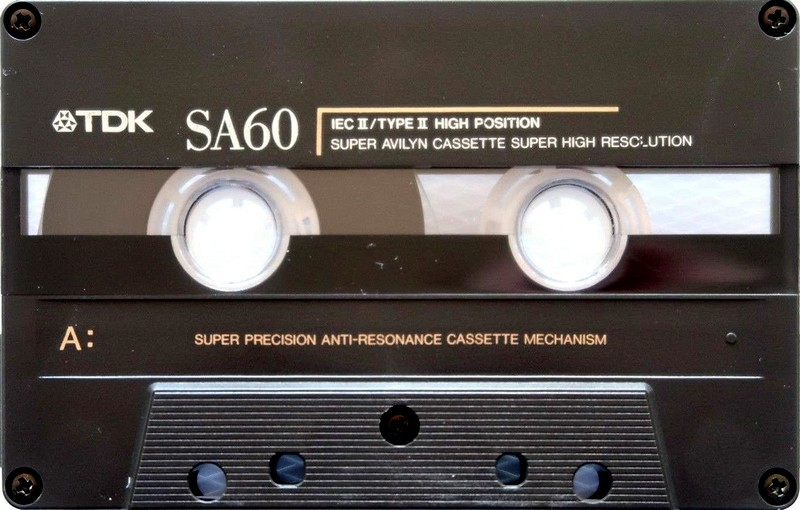 TDK
SA60
IEC II/TYPE II HIGH POSITION
SUPER AVILYN CASSETTE SUPER HIGH RESOLUTION
A:
SUPER PRECISION ANTI-RESONANCE CASSETTE MECHANISM